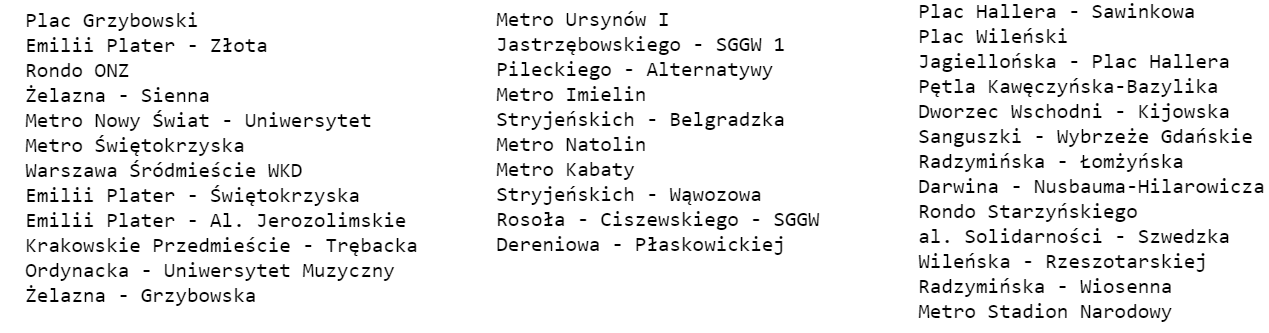 Plac Grzybowski
Emilii Plater - Złota
Rondo ONZ
Żelazna - Sienna
Metro Nowy Świat - Uniwersytet
Metro Świętokrzyska
Warszawa Śródmieście WKD
Emilii Plater - Świętokrzyska
Emilii Plater - Al. Jerozolimskie
Krakowskie Przedmieście - Trębacka
Ordynacka - Uniwersytet Muzyczny
Żelazna - Grzybowska
Metro Ursynów I
Jastrzębowskiego - SGGW 1
Pileckiego - Alternatywy
Metro Imielin
Stryjeńskich - Belgradzka
Metro Natolin
Metro Kabaty
Stryjeńskich - Wąwozowa
Rosoła - Ciszewskiego - SGGW
Dereniowa - Płaskowickiej
Plac Hallera - Sawinkowa
Plac Wileński
Jagiellońska - Plac Hallera
Pętla Kawęczyńska-Bazylika
Dworzec Wschodni - Kijowska
Sanguszki - Wybrzeże Gdańskie
Radzymińska - Łomżyńska
Darwina - Nusbauma-Hilarowicza
Rondo Starzyńskiego
al. Solidarności - Szwedzka
Wileńska - Rzeszotarskiej
Radzymińska - Wiosenna
Metro Stadion Narodowy